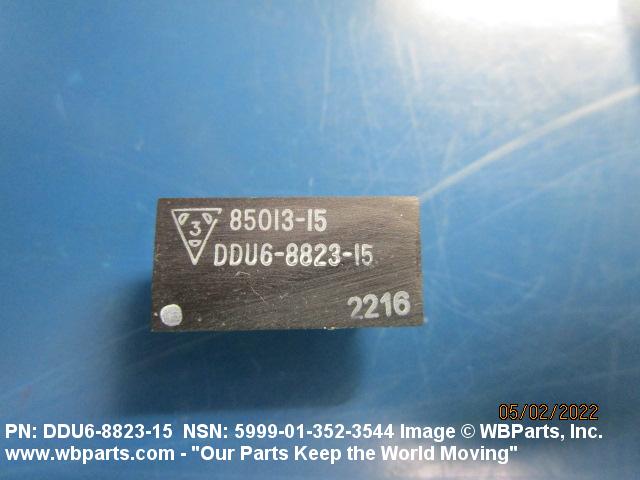 3 85013-15
DDU6-8823-15
2216
05/02/2022
PN: DDU6-8823-15 NSN: 5999-01-352-3544 Image © WBParts, Inc.
www.wbparts.com - "Our Parts Keep the World Moving"